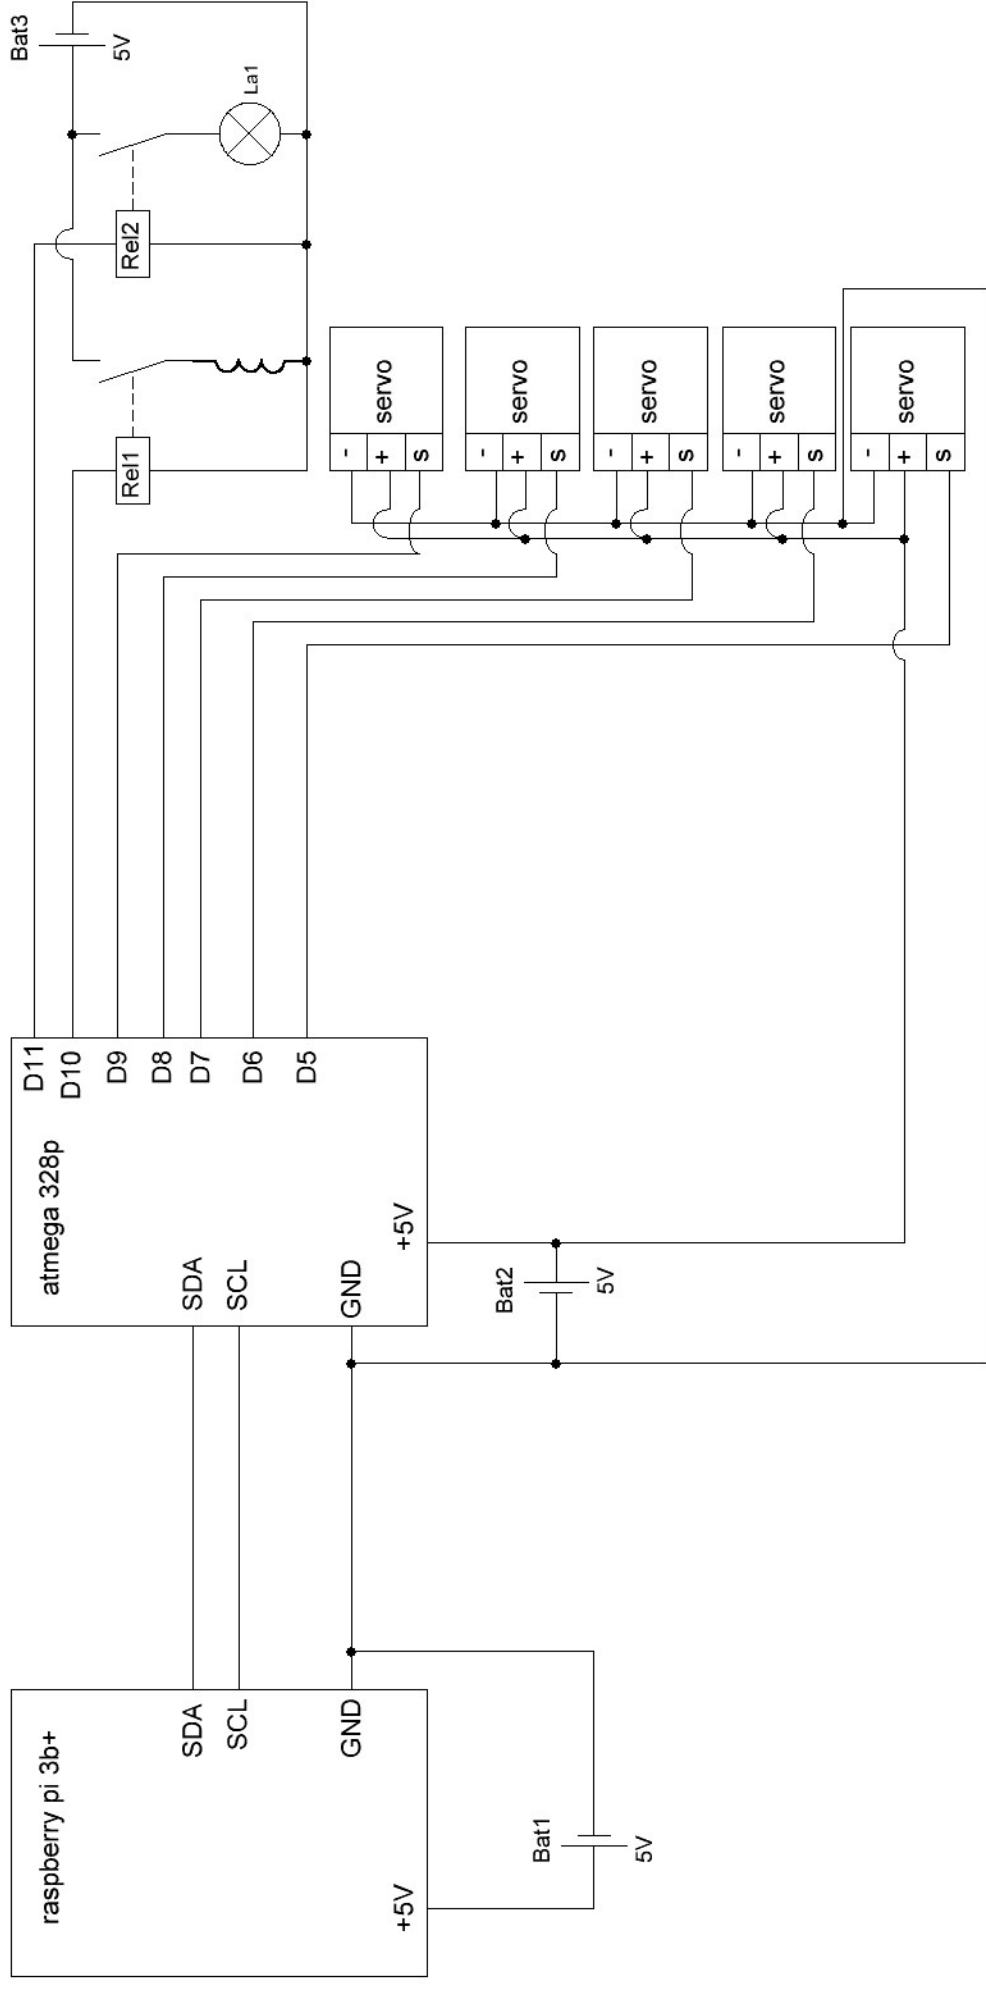 raspberry pi 3b+
SDA
SCL
GND
+5V
Bat1
5V
atmega 328p
SDA
SCL
GND
+5V
D11
D10
D9
D8
D7
D6
D5
Bat2
5V
Rel1
Rel2
La1
Bat3
5V
- + s
servo
- + s
servo
- + s
servo
- + s
servo
- + s
servo